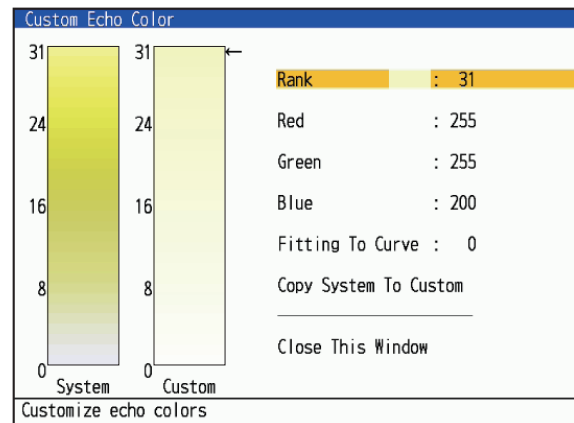 Custom Echo Color
31 31 ←
Rank : 31
24 24
Red : 255
Green : 255
16 16
Blue : 200
Fitting To Curve : 0
8 8
Copy System To Custom
Close This Window
0 0
System Custom
Customize echo colors